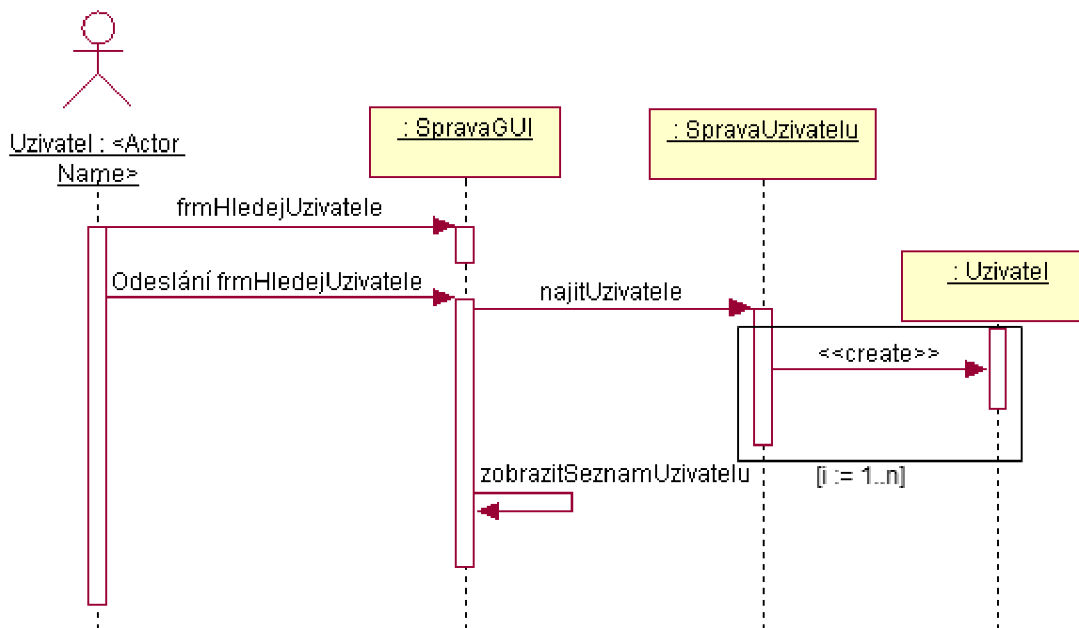 Uzivatel : <Actor
Name>
: SpravaGUI
: SpravaUzivatelu
: Uzivatel
frmHledejUzivatele
Odeslání frmHledejUzivatele
najitUzivatele
<<create>>
zobrazitSeznamUzivatelu
[i := 1..n]